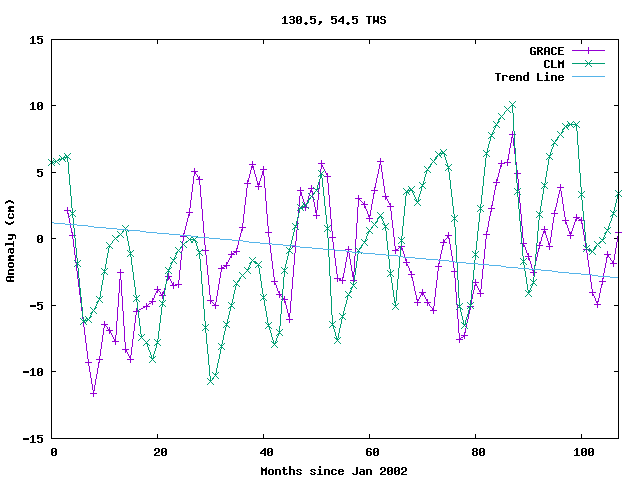 130.5, 54.5 TWS
GRACE
CLM
Trend Line
15
10
5
0
-5
-10
-15
Anomaly (cm)
0 20 40 60 80 100
Months since Jan 2002